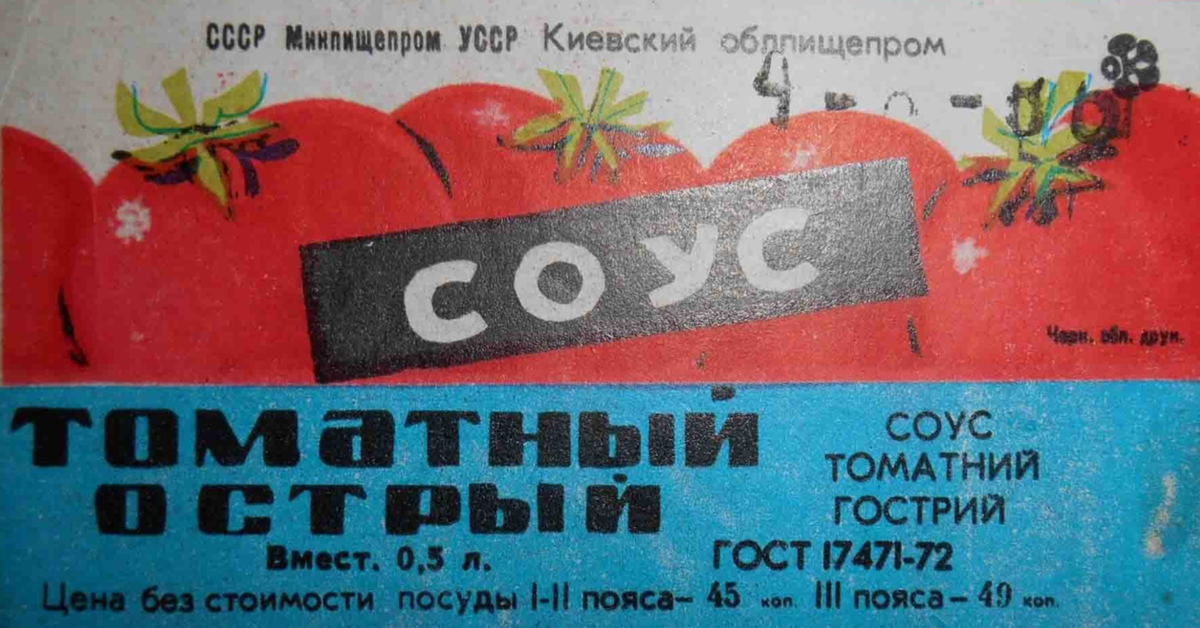 СССР Минпищепром УССР Киевский облпищепром
СОУС
Черн. обл. друк.
ТОМАТНЫЙ
ОСТРЫЙ
СОУС
ТОМАТНИЙ
ГОСТРИЙ
Вмест. 0,5 л.
ГОСТ 17471-72
Цена без стоимости посуды I-II пояса– 45 коп. III пояса– 49 коп.